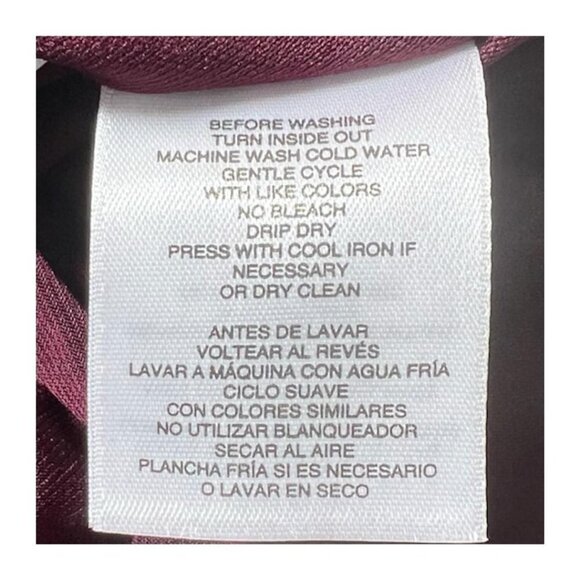 BEFORE WASHING
TURN INSIDE OUT
MACHINE WASH COLD WATER
GENTLE CYCLE
WITH LIKE COLORS
NO BLEACH
DRIP DRY
PRESS WITH COOL IRON IF
NECESSARY
OR DRY CLEAN
ANTES DE LAVAR
VOLTEAR AL REVÉS
LAVAR A MÁQUINA CON AGUA FRÍA
CICLO SUAVE
CON COLORES SIMILARES
NO UTILIZAR BLANQUEADOR
SECAR AL AIRE
PLANCHA FRÍA SI ES NECESARIO
O LAVAR EN SECO